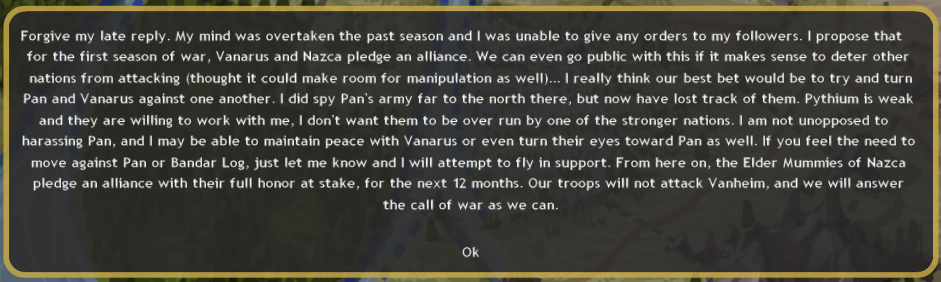 Forgive my late reply. My mind was overtaken the past season and I was unable to give any orders to my followers. I propose that
for the first season of war, Vanarus and Nazca pledge an alliance. We can even go public with this if it makes sense to deter other
nations from attacking (thought it could make room for manipulation as well)... I really think our best bet would be to try and turn
Pan and Vanarus against one another. I did spy Pan's army far to the north there, but now have lost track of them. Pythium is weak
and they are willing to work with me, I don't want them to be over run by one of the stronger nations. I am not unopposed to
harassing Pan, and I may be able to maintain peace with Vanarus or even turn their eyes toward Pan as well. If you feel the need to
move against Pan or Bandar Log, just let me know and I will attempt to fly in support. From here on, the Elder Mummies of Nazca
pledge an alliance with their full honor at stake, for the next 12 months. Our troops will not attack Vanheim, and we will answer
the call of war as we can.
Ok